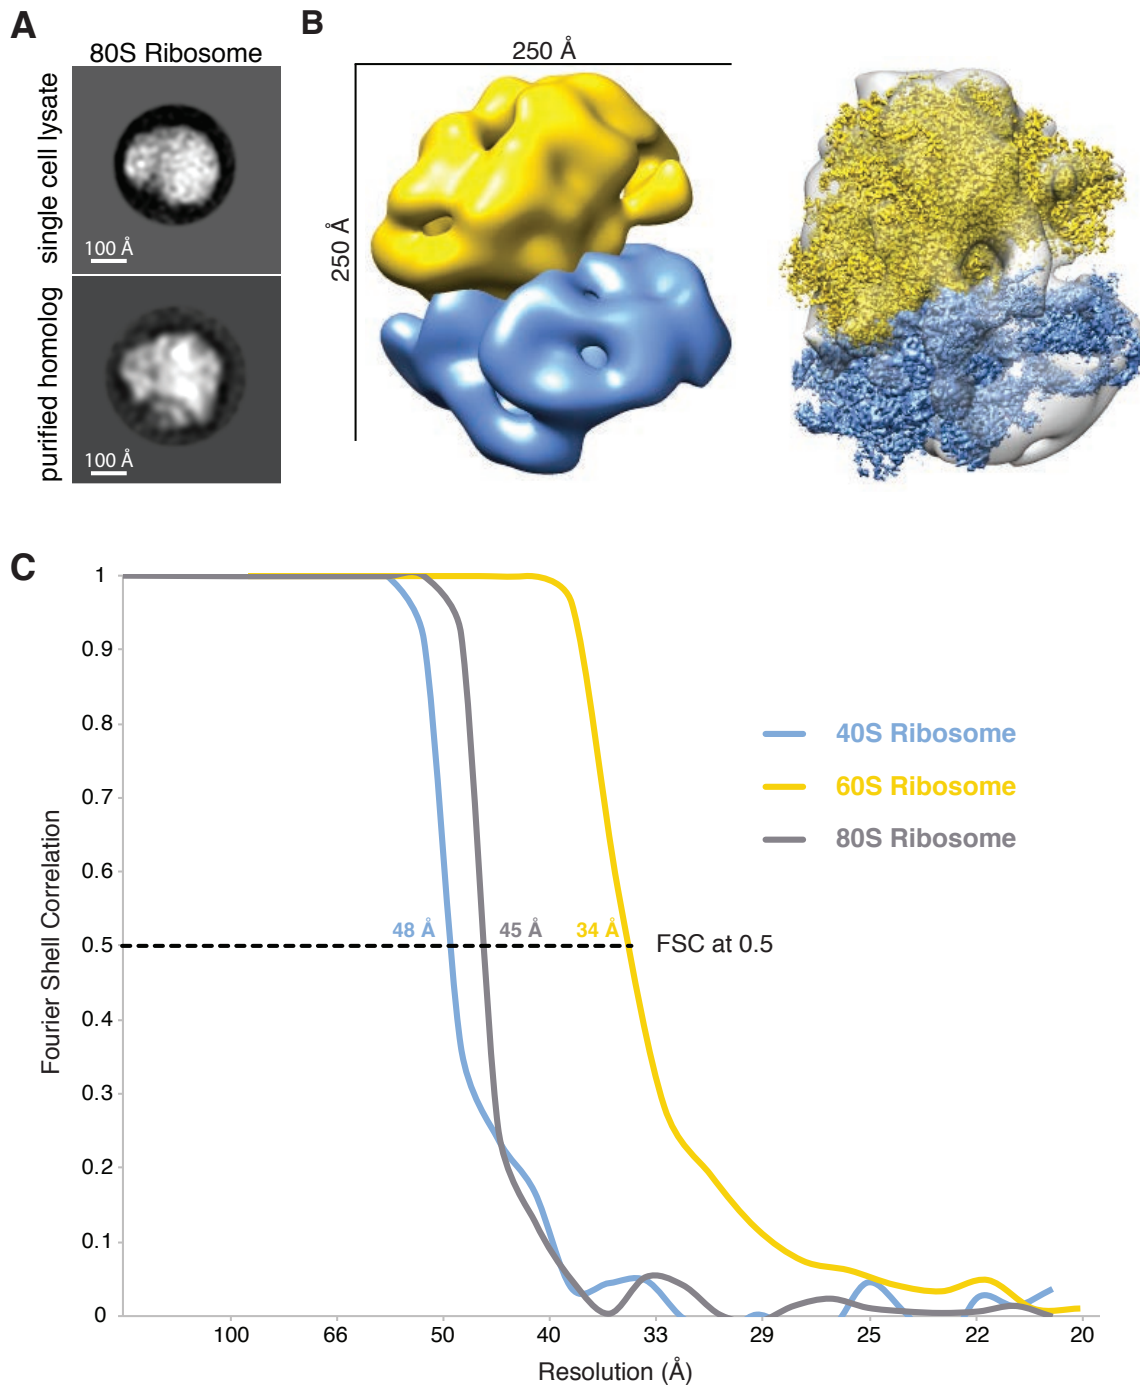 A
80S Ribosome
single cell lysate
100 Å
purified homolog
100 Å
B
250 Å
250 Å
C
Fourier Shell Correlation
1
0.9
0.8
0.7
0.6
0.5
0.4
0.3
0.2
0.1
0
40S Ribosome
60S Ribosome
80S Ribosome
48 Å
45 Å
34 Å
FSC at 0.5
100
66
50
40
33
29
25
22
20
Resolution (Å)